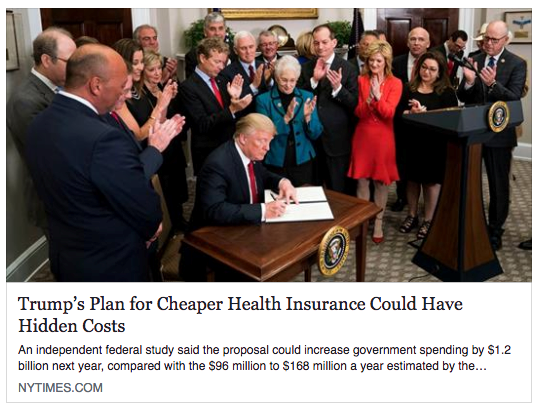 Trump's Plan for Cheaper Health Insurance Could Have
Hidden Costs
An independent federal study said the proposal could increase government spending by $1.2
billion next year, compared with the $96 million to $168 million a year estimated by the…
NYTIMES.COM